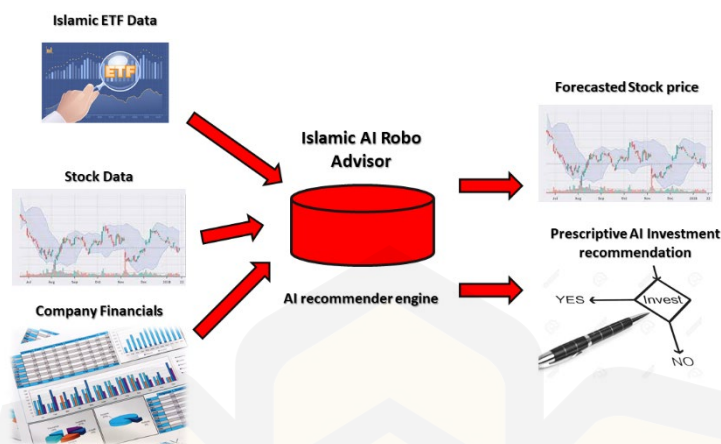 Islamic ETF Data
ETF
Stock Data
Company Financials
Islamic AI Robo
Advisor
AI recommender engine
Forecasted Stock price
Prescriptive AI Investment
recommendation
YES
Invest
NO